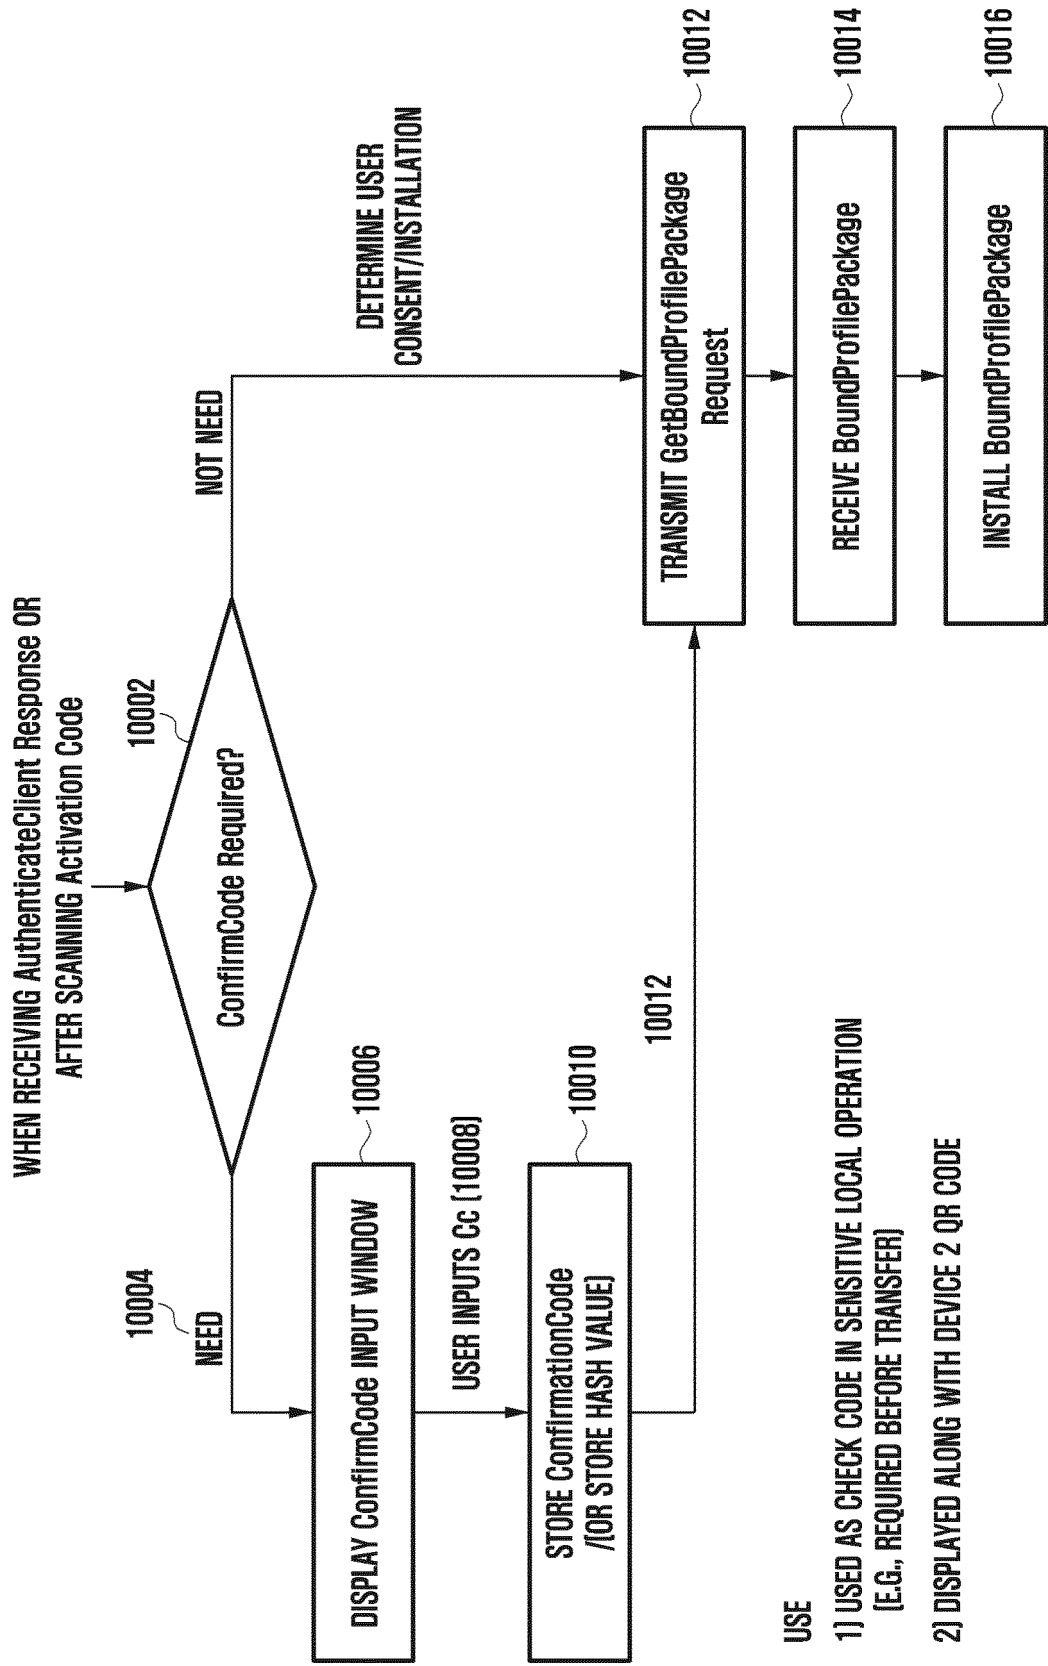 WHEN RECEIVING AuthenticateClient Response OR
AFTER SCANNING Activation Code
10002
ConfirmCode Required?
10004
NEED
NOT NEED
DISPLAY ConfirmCode INPUT WINDOW
10006
DETERMINE USER
CONSENT/INSTALLATION
USER INPUTS Cc (10008)
STORE ConfirmationCode
/(OR STORE HASH VALUE)
10010
10012
TRANSMIT GetBoundProfilePackage
Request
10012
RECEIVE BoundProfilePackage
10014
INSTALL BoundProfilePackage
10016
USE
1) USED AS CHECK CODE IN SENSITIVE LOCAL OPERATION
(E.G., REQUIRED BEFORE TRANSFER)
2) DISPLAYED ALONG WITH DEVICE 2 QR CODE